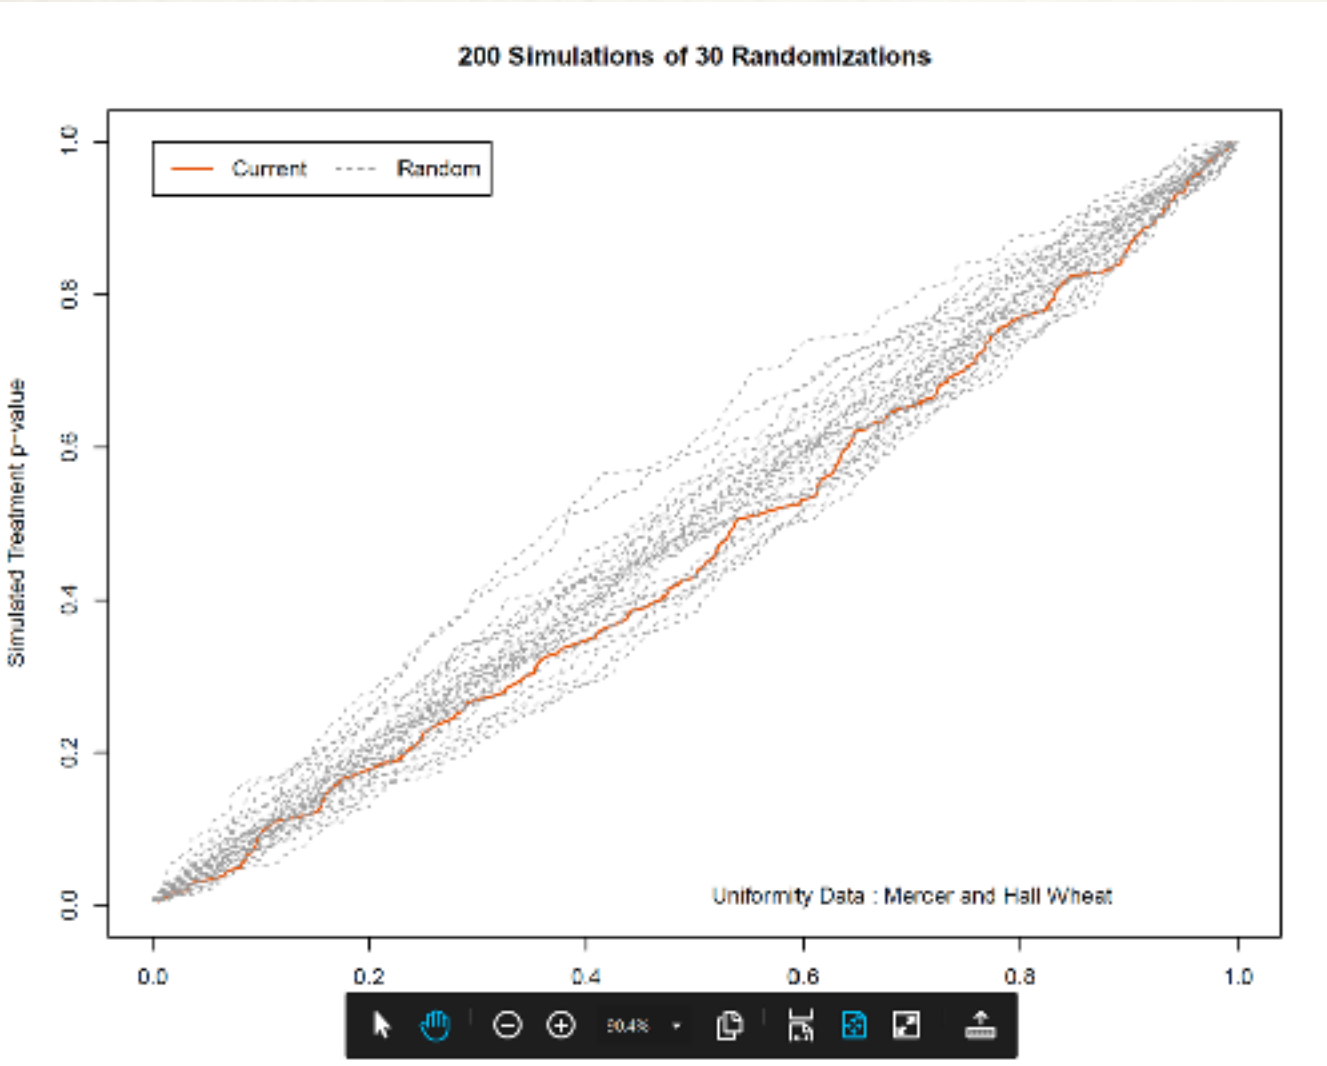 200 Simulations of 30 Randomizations
Current Random
1.0
0.8
0.6
0.4
0.2
0.0
Simulated Treatment p-value
Uniformity Data : Mercer and Hall Wheat
0.0 0.2 0.4 0.6 0.8 1.0
90.4%